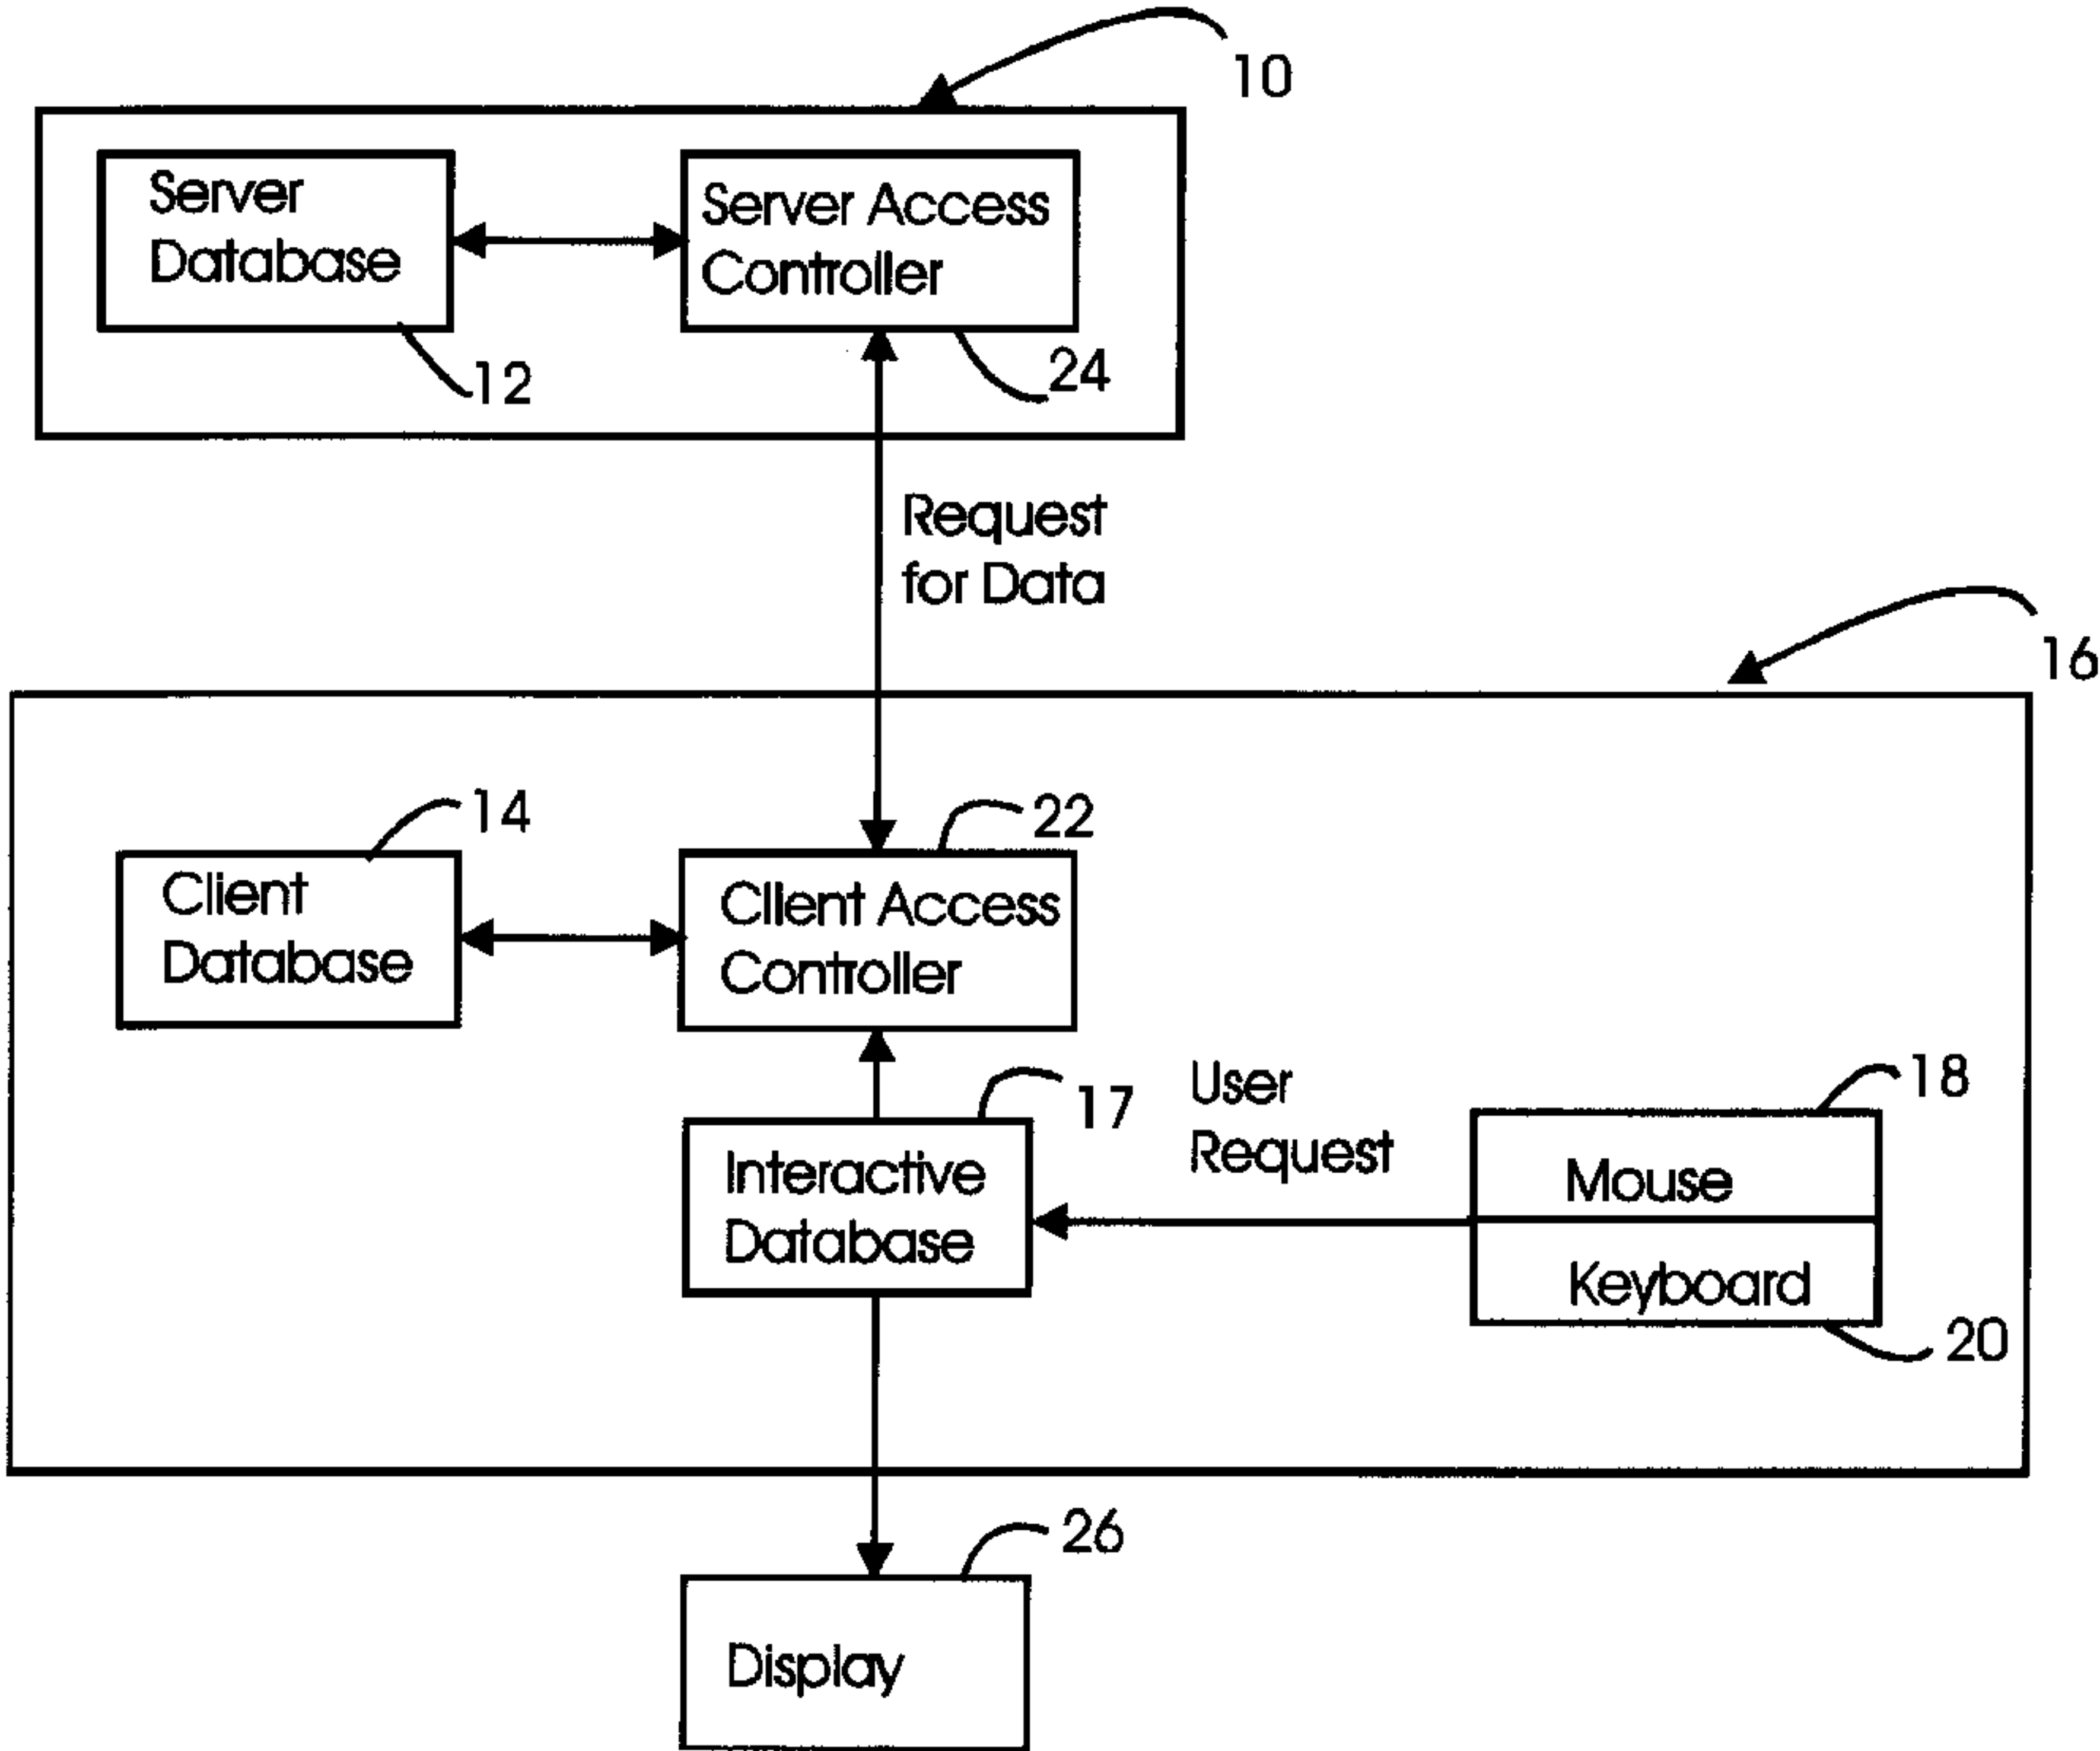 10
Server
Database
Server Access
Controller
12
24
Request
for Data
16
14
22
Client
Database
Cllent Access
Controller
17
User
Request
18
Interactive
Database
Mouse
Keyboard
20
26
Display